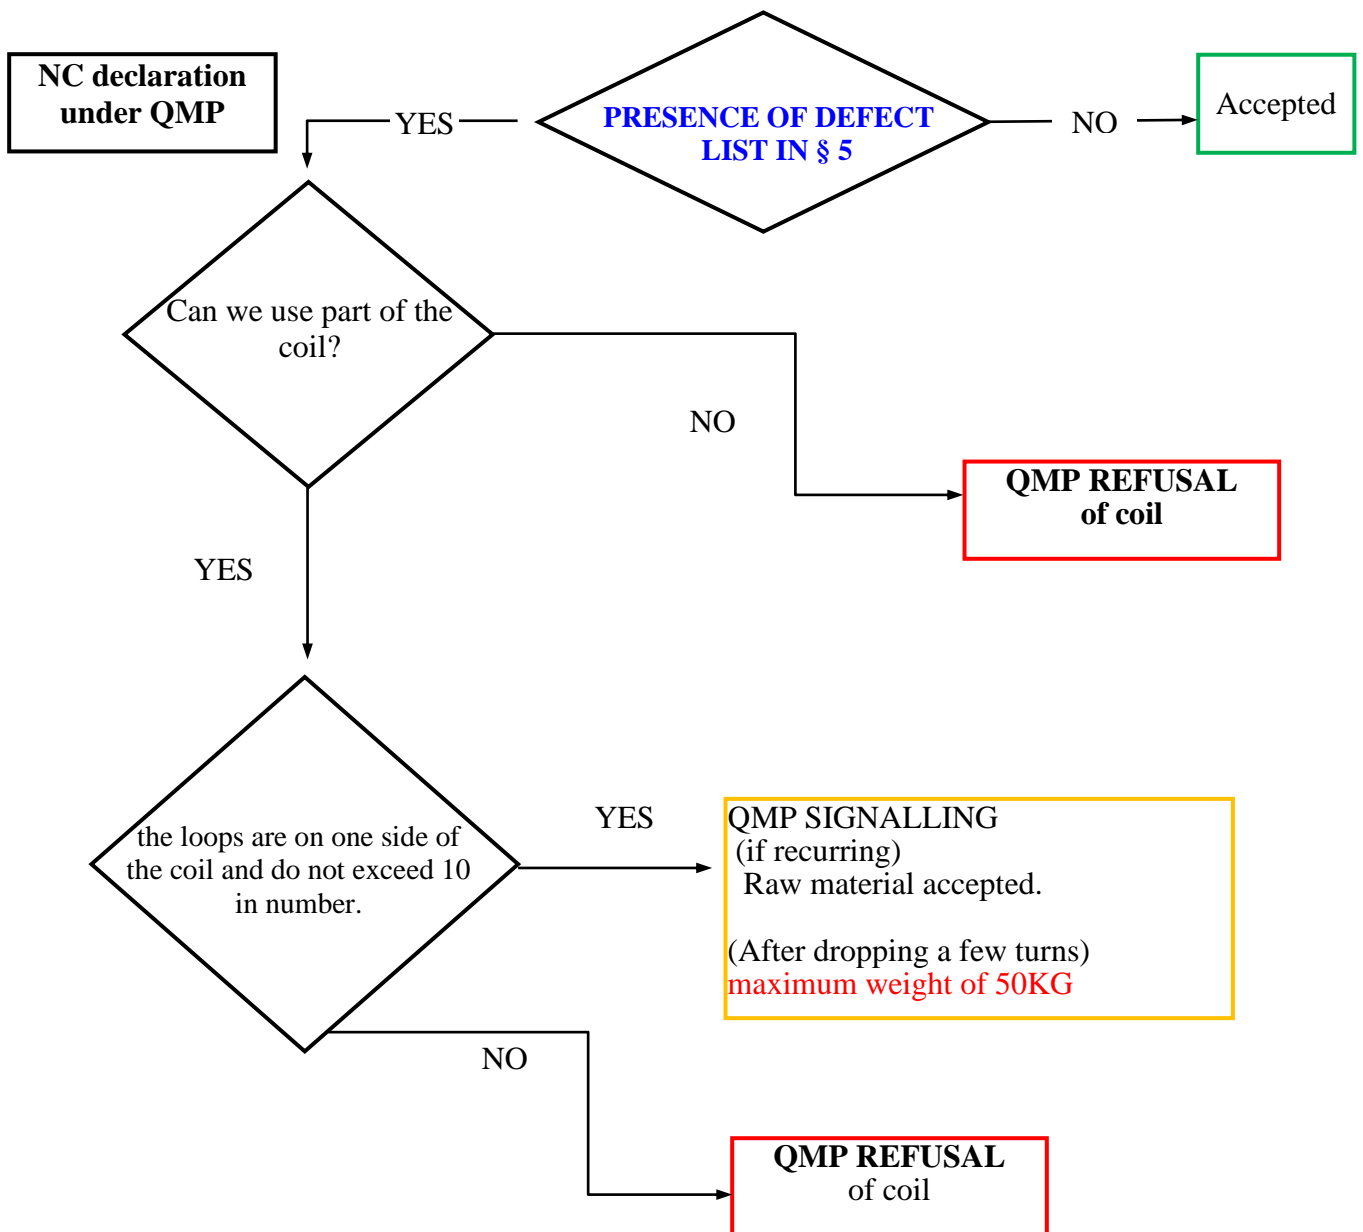 NC declaration
under QMP
YES
PRESENCE OF DEFECT
LIST IN § 5
NO
Accepted
Can we use part of the
coil?
NO
QMP REFUSAL
of coil
YES
the loops are on one side of
the coil and do not exceed 10
in number.
YES
QMP SIGNALLING
(if recurring)
Raw material accepted.
(After dropping a few turns)
maximum weight of 50KG
NO
QMP REFUSAL
of coil